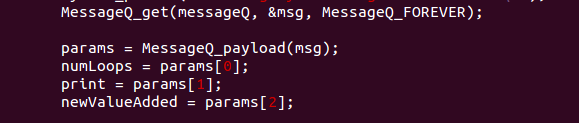 MessageQ_get(messageQ, &msg, MessageQ_FOREVER);
params = MessageQ_payload(msg);
numLoops = params[0];
print = params[1];
newValueAdded = params[2];